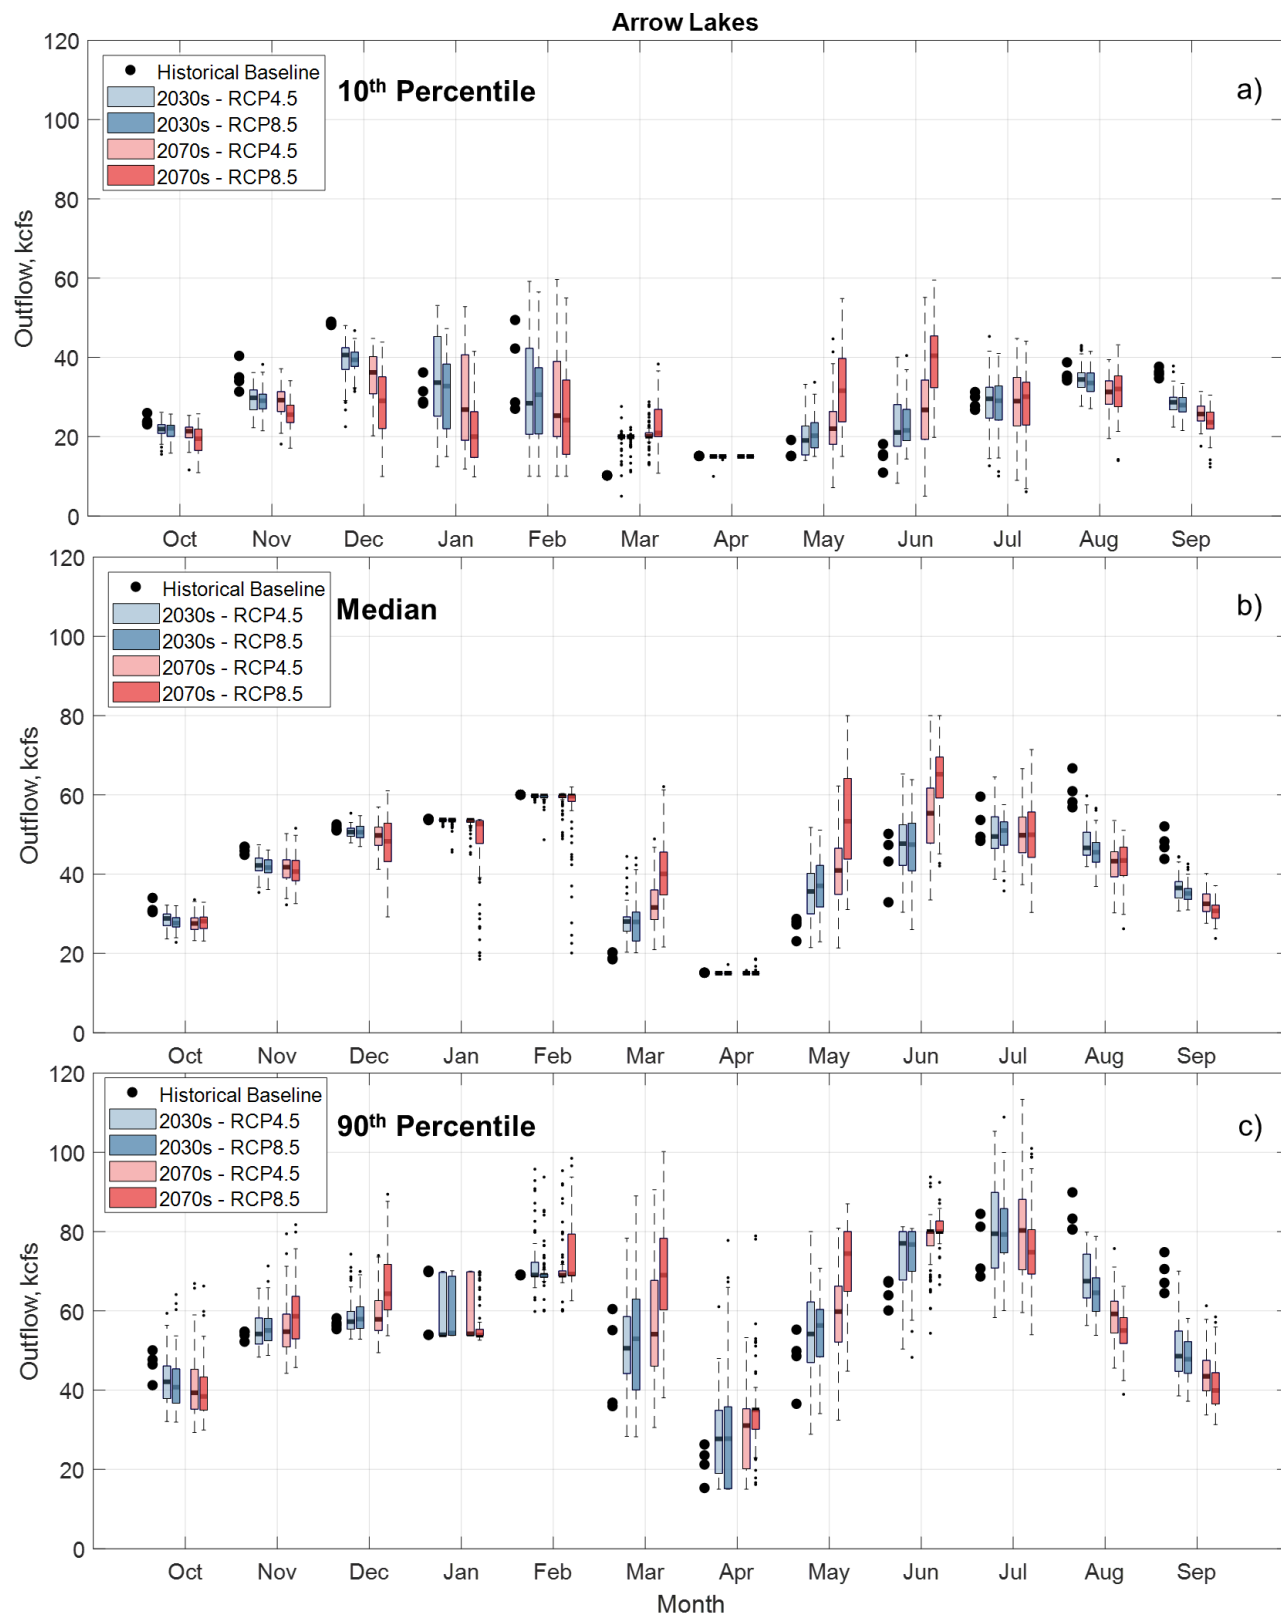 Arrow Lakes
120
100
80
60
40
20
0
Outflow, kcfs
Historical Baseline
2030s - RCP4.5
2030s - RCP8.5
2070s - RCP4.5
2070s - RCP8.5
10th Percentile
a)
Oct Nov Dec Jan Feb Mar Apr May Jun Jul Aug Sep
120
100
80
60
40
20
0
Outflow, kcfs
Historical Baseline
2030s - RCP4.5
2030s - RCP8.5
2070s - RCP4.5
2070s - RCP8.5
Median
b)
Oct Nov Dec Jan Feb Mar Apr May Jun Jul Aug Sep
120
100
80
60
40
20
0
Outflow, kcfs
Historical Baseline
2030s - RCP4.5
2030s - RCP8.5
2070s - RCP4.5
2070s - RCP8.5
90th Percentile
c)
Oct Nov Dec Jan Feb Mar Apr May Jun Jul Aug Sep
Month